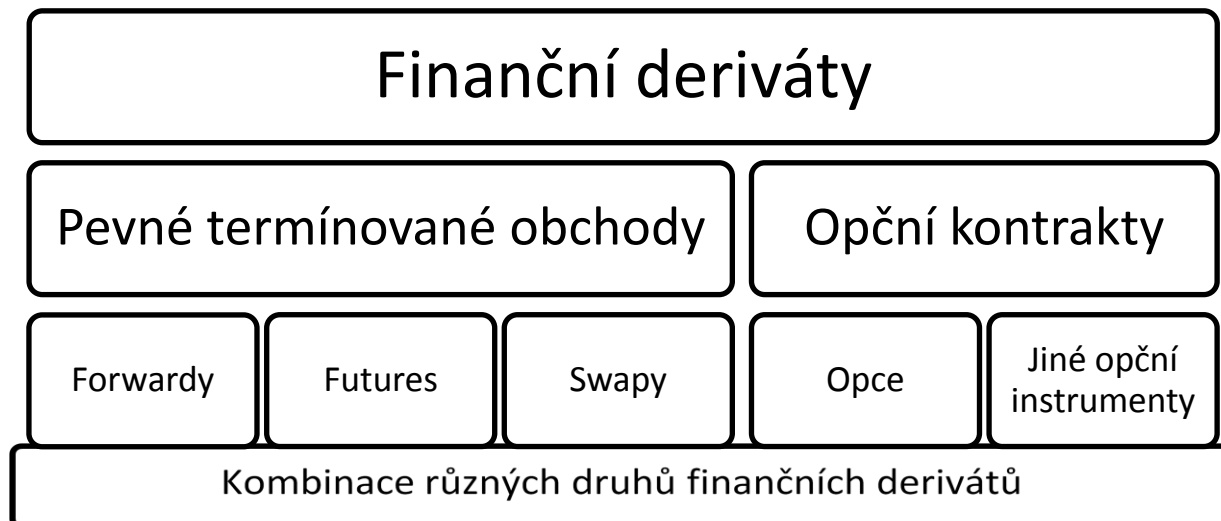 Finanční deriváty
Pevné termínované obchody
Opční kontrakty
Forwardy
Futures
Swapy
Opce
Jiné opční
instrumenty
Kombinace různých druhů finančních derivátů